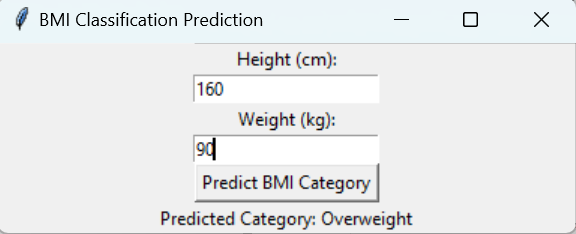 BMI Classification Prediction
Height (cm):
160
Weight (kg):
90
Predict BMI Category
Predicted Category: Overweight